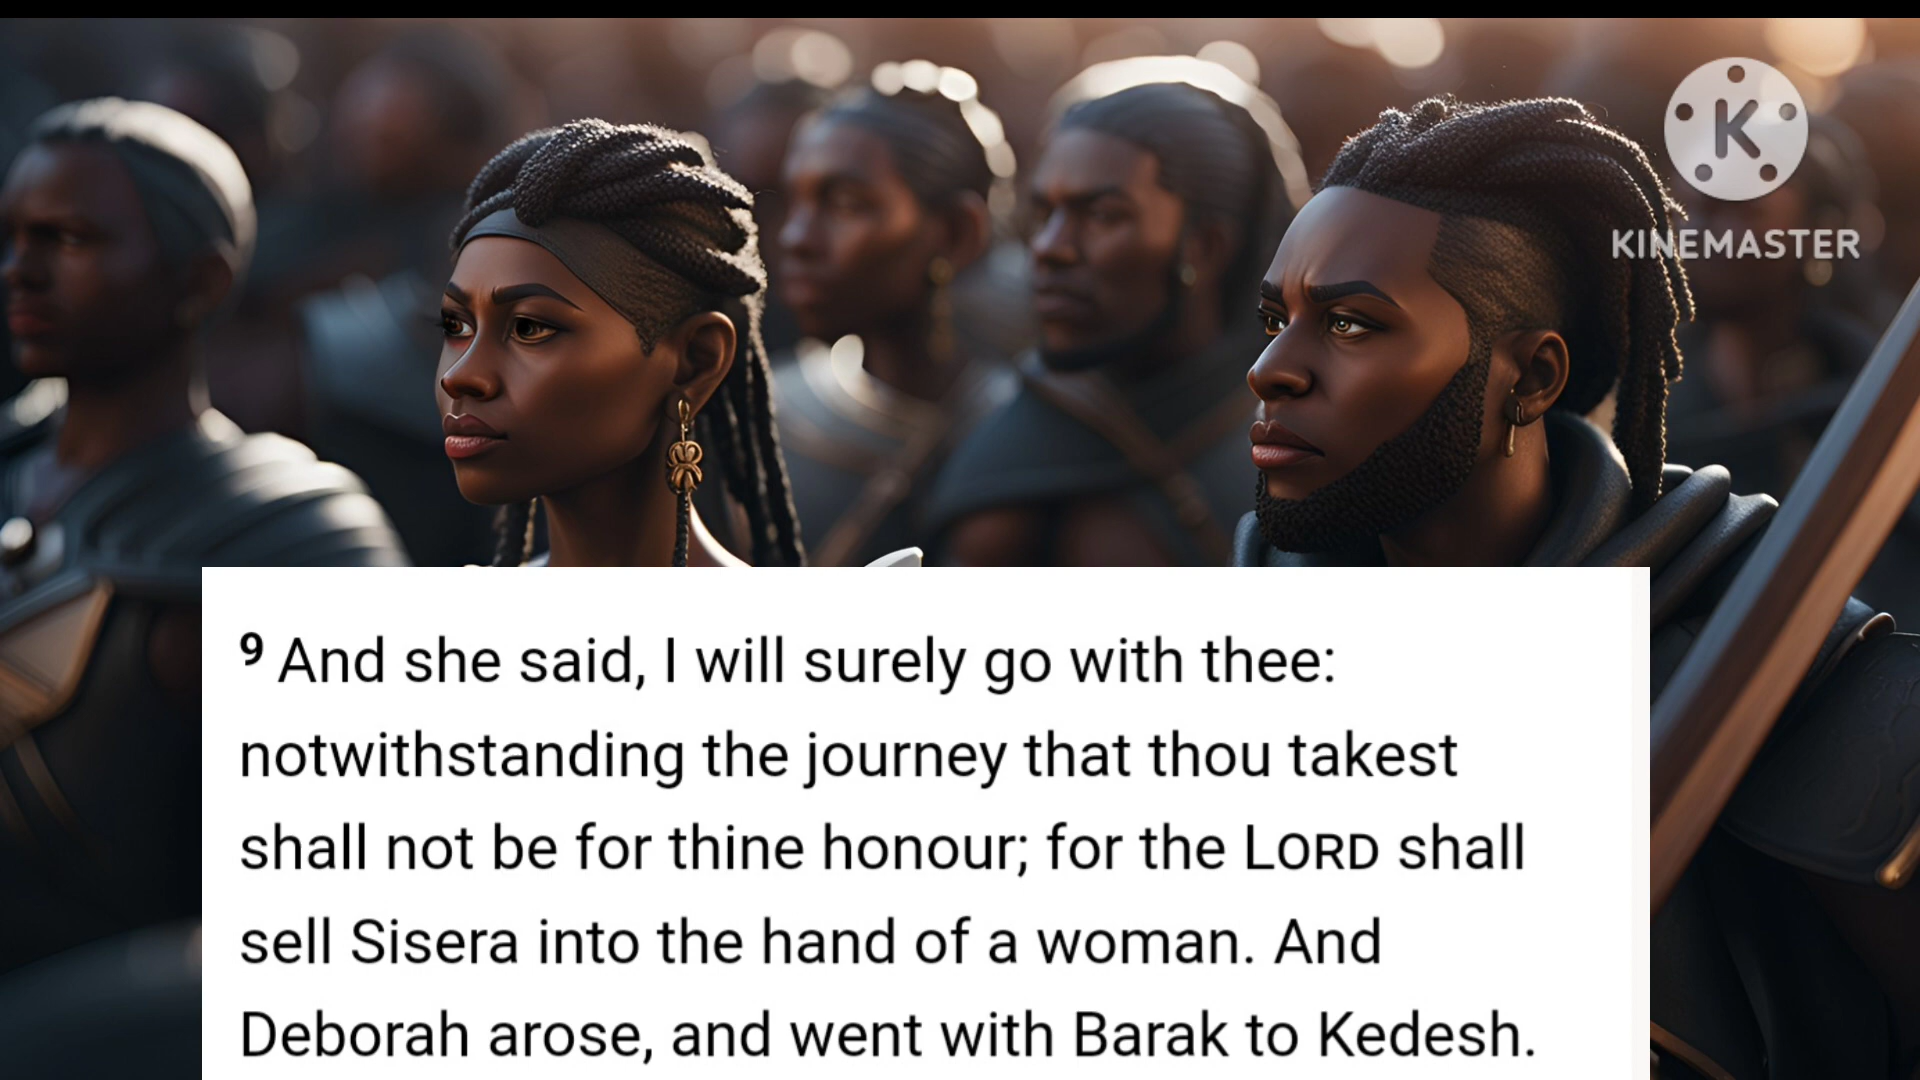 K
KINEMASTER
9 And she said, I will surely go with thee:
notwithstanding the journey that thou takest
shall not be for thine honour; for the LORD shall
sell Sisera into the hand of a woman. And
Deborah arose, and went with Barak to Kedesh.